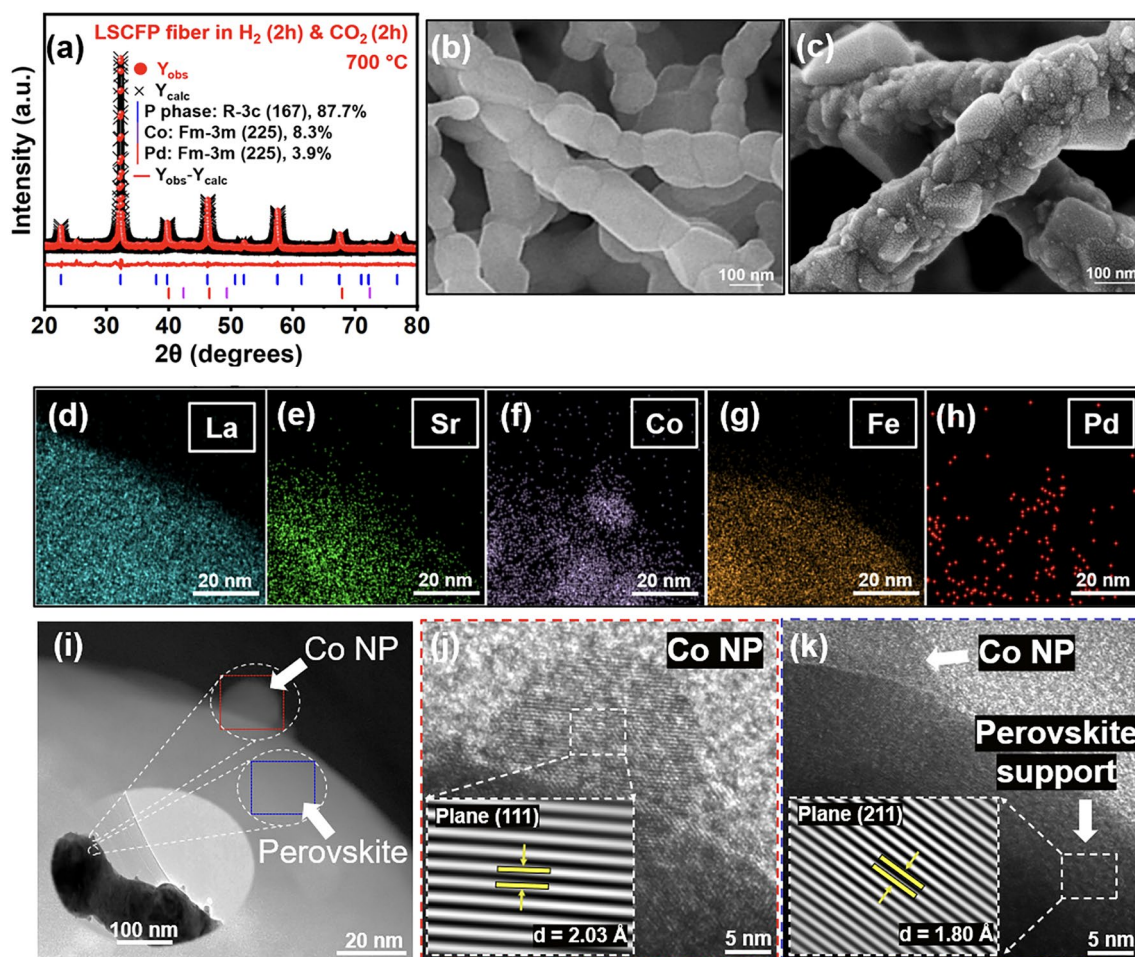 (a)
LSCFP fiber in H₂ (2h) & CO₂ (2h)
700 °C
Y_obs
Y_calc
P phase: R-3c (167), 87.7%
Co: Fm-3m (225), 8.3%
Pd: Fm-3m (225), 3.9%
Y_obs-Y_calc
Intensity (a.u.)
20 30 40 50 60 70 80
2θ (degrees)
(b)
100 nm
(c)
100 nm
(d)
La
20 nm
(e)
Sr
20 nm
(f)
Co
20 nm
(g)
Fe
20 nm
(h)
Pd
20 nm
(i)
Co NP
Perovskite
100 nm
20 nm
(j)
Co NP
Plane (111)
d = 2.03 Å
5 nm
(k)
Co NP
Perovskite
support
Plane (211)
d = 1.80 Å
5 nm